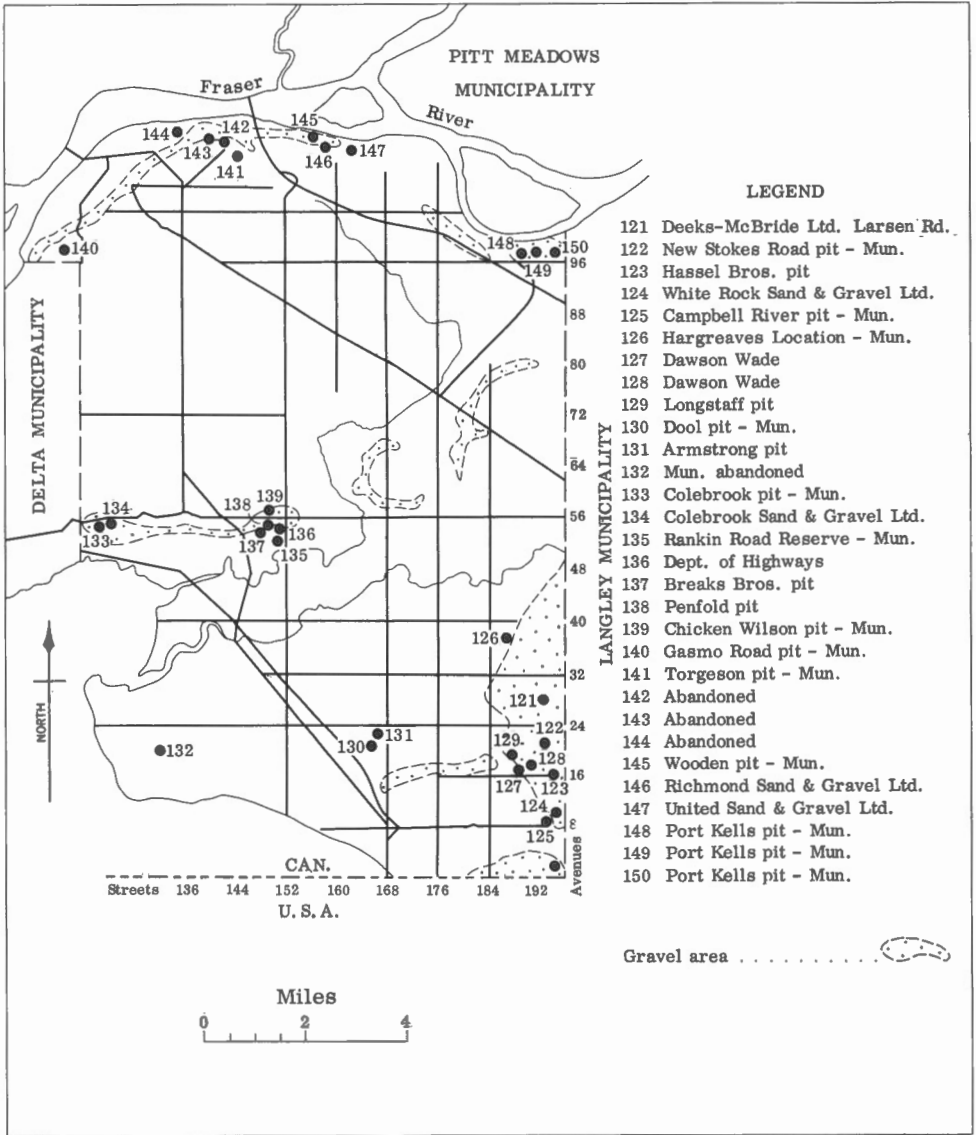 PITT MEADOWS
MUNICIPALITY
Fraser
River
144
142
143
141
145
146
147
140
148
150
149
96
88
80
72
64
56
48
40
32
24
16
8
DELTA MUNICIPALITY
LANGLEY MUNICIPALITY
134
133
139
138
137
136
135
126
121
122
129
128
127
123
124
125
131
130
132
NORTH
CAN.
Streets 136 144 152 160 168 176 184 192
Avenues
U. S. A.
Miles
0 2 4
LEGEND
121 Deeks-McBride Ltd. Larsen Rd.
122 New Stokes Road pit - Mun.
123 Hassel Bros. pit
124 White Rock Sand & Gravel Ltd.
125 Campbell River pit - Mun.
126 Hargreaves Location - Mun.
127 Dawson Wade
128 Dawson Wade
129 Longstaff pit
130 Dool pit - Mun.
131 Armstrong pit
132 Mun. abandoned
133 Colebrook pit - Mun.
134 Colebrook Sand & Gravel Ltd.
135 Rankin Road Reserve - Mun.
136 Dept. of Highways
137 Breaks Bros. pit
138 Penfold pit
139 Chicken Wilson pit - Mun.
140 Gasmo Road pit - Mun.
141 Torgeson pit - Mun.
142 Abandoned
143 Abandoned
144 Abandoned
145 Wooden pit - Mun.
146 Richmond Sand & Gravel Ltd.
147 United Sand & Gravel Ltd.
148 Port Kells pit - Mun.
149 Port Kells pit - Mun.
150 Port Kells pit - Mun.
Gravel area . . . . . . . . . .